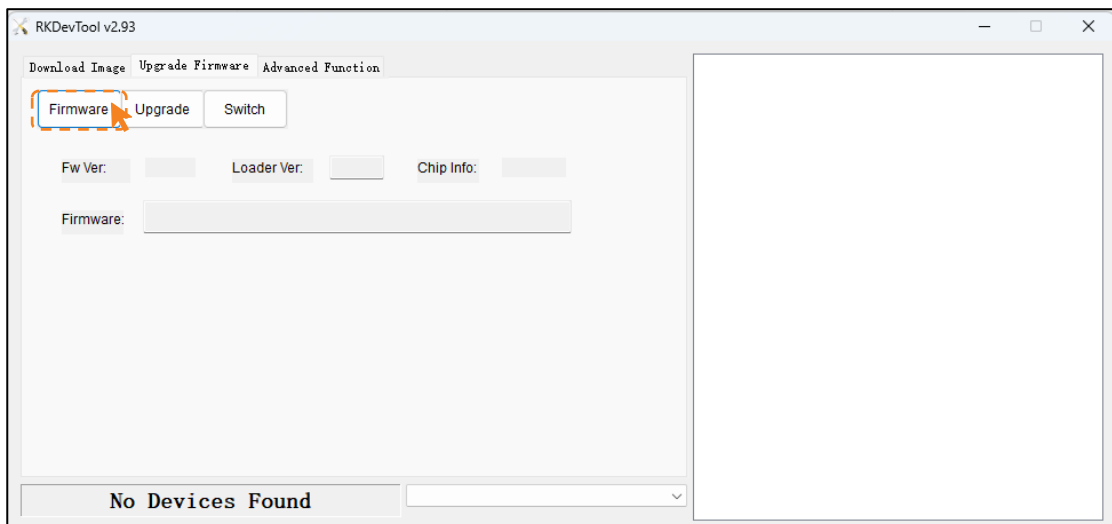 RKDevTool v2.93
Download Image Upgrade Firmware Advanced Function
Firmware Upgrade Switch
Fw Ver: Loader Ver: Chip Info:
Firmware:
No Devices Found